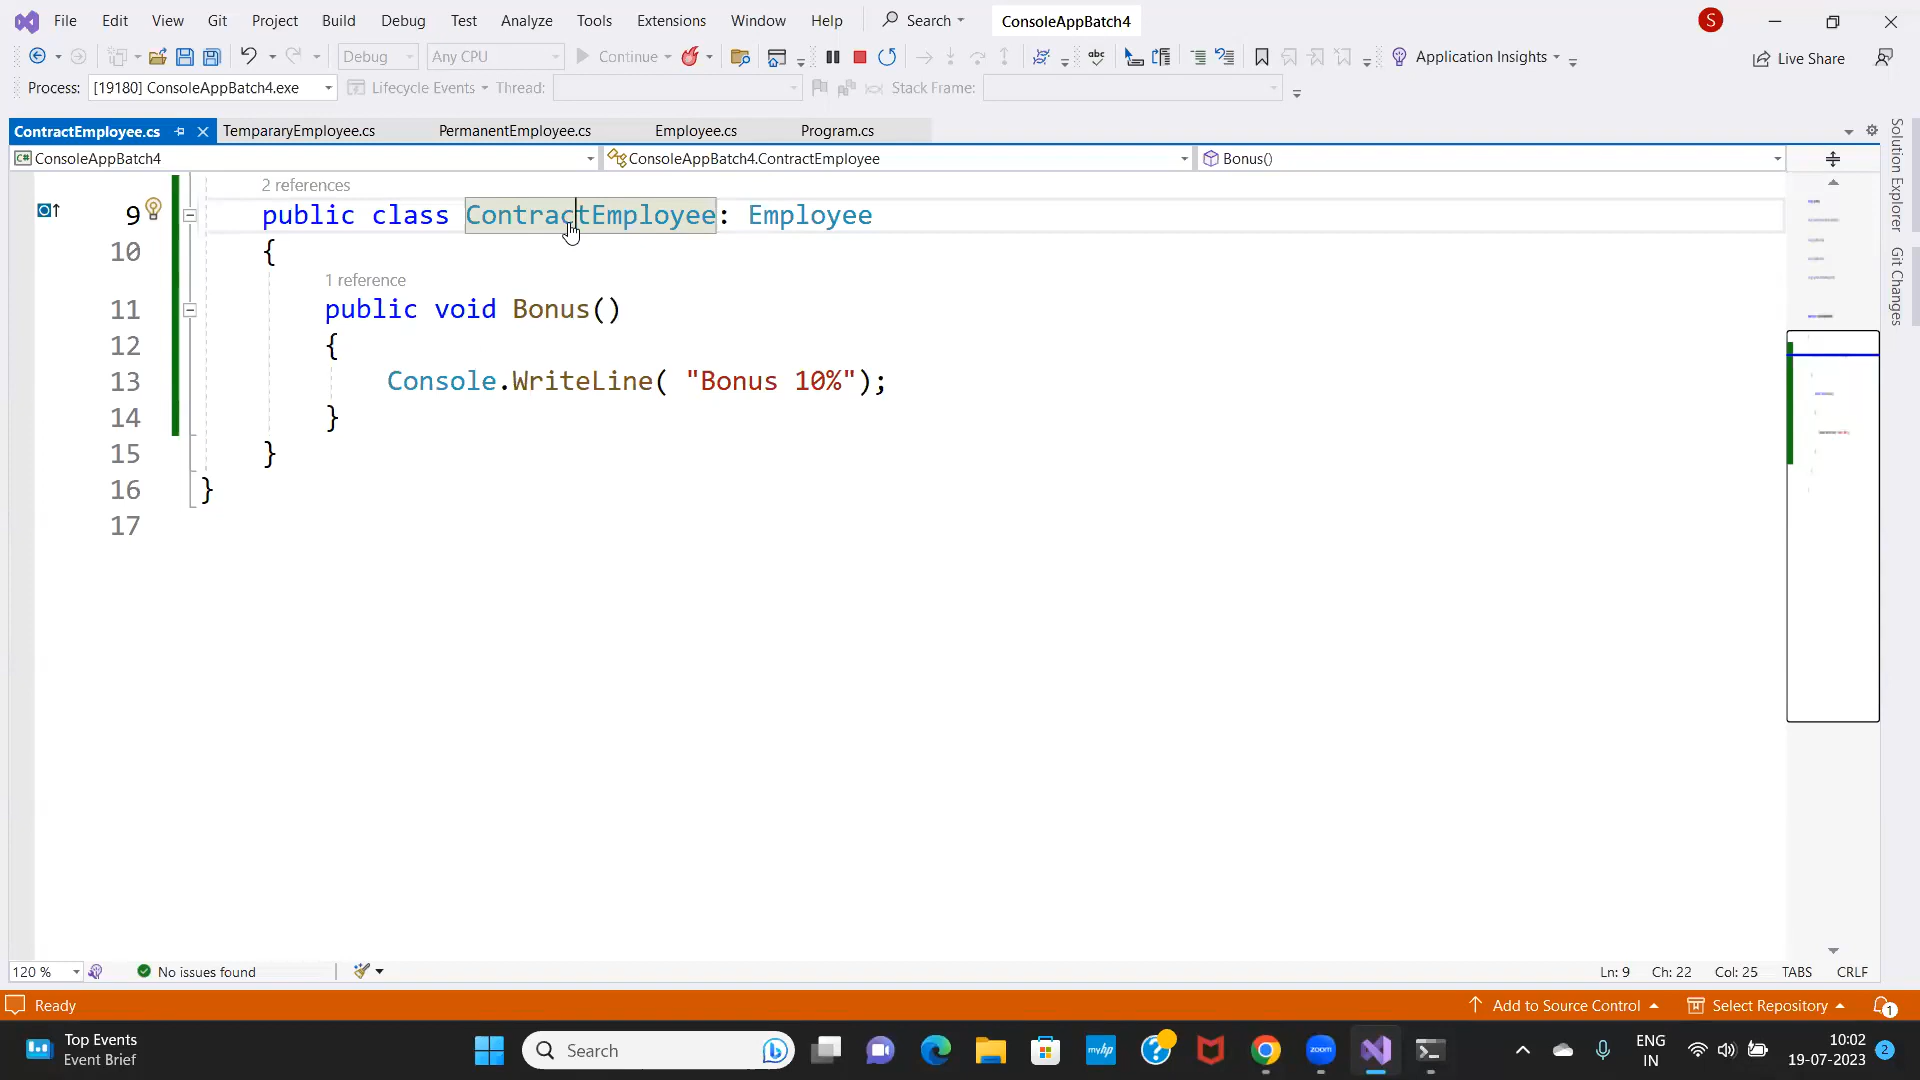 File Edit View Git Project Build Debug Test Analyze Tools Extensions Window Help Search ConsoleAppBatch4 S
Debug Any CPU Continue abc Application Insights Live Share
Process: [19180] ConsoleAppBatch4.exe Lifecycle Events Thread: Stack Frame:
ContractEmployee.cs TempararyEmployee.cs PermanentEmployee.cs Employee.cs Program.cs
C# ConsoleAppBatch4 ConsoleAppBatch4.ContractEmployee Bonus()
2 references
9 public class ContractEmployee: Employee
10 {
1 reference
11 public void Bonus()
12 {
13 Console.WriteLine( "Bonus 10%");
14 }
15 }
16 }
17
Solution Explorer
Git Changes
120 % No issues found Ln: 9 Ch: 22 Col: 25 TABS CRLF
Ready Add to Source Control Select Repository 1
Top Events
Event Brief
Search
myhp
zoom
ENG
IN
10:02
19-07-2023
2